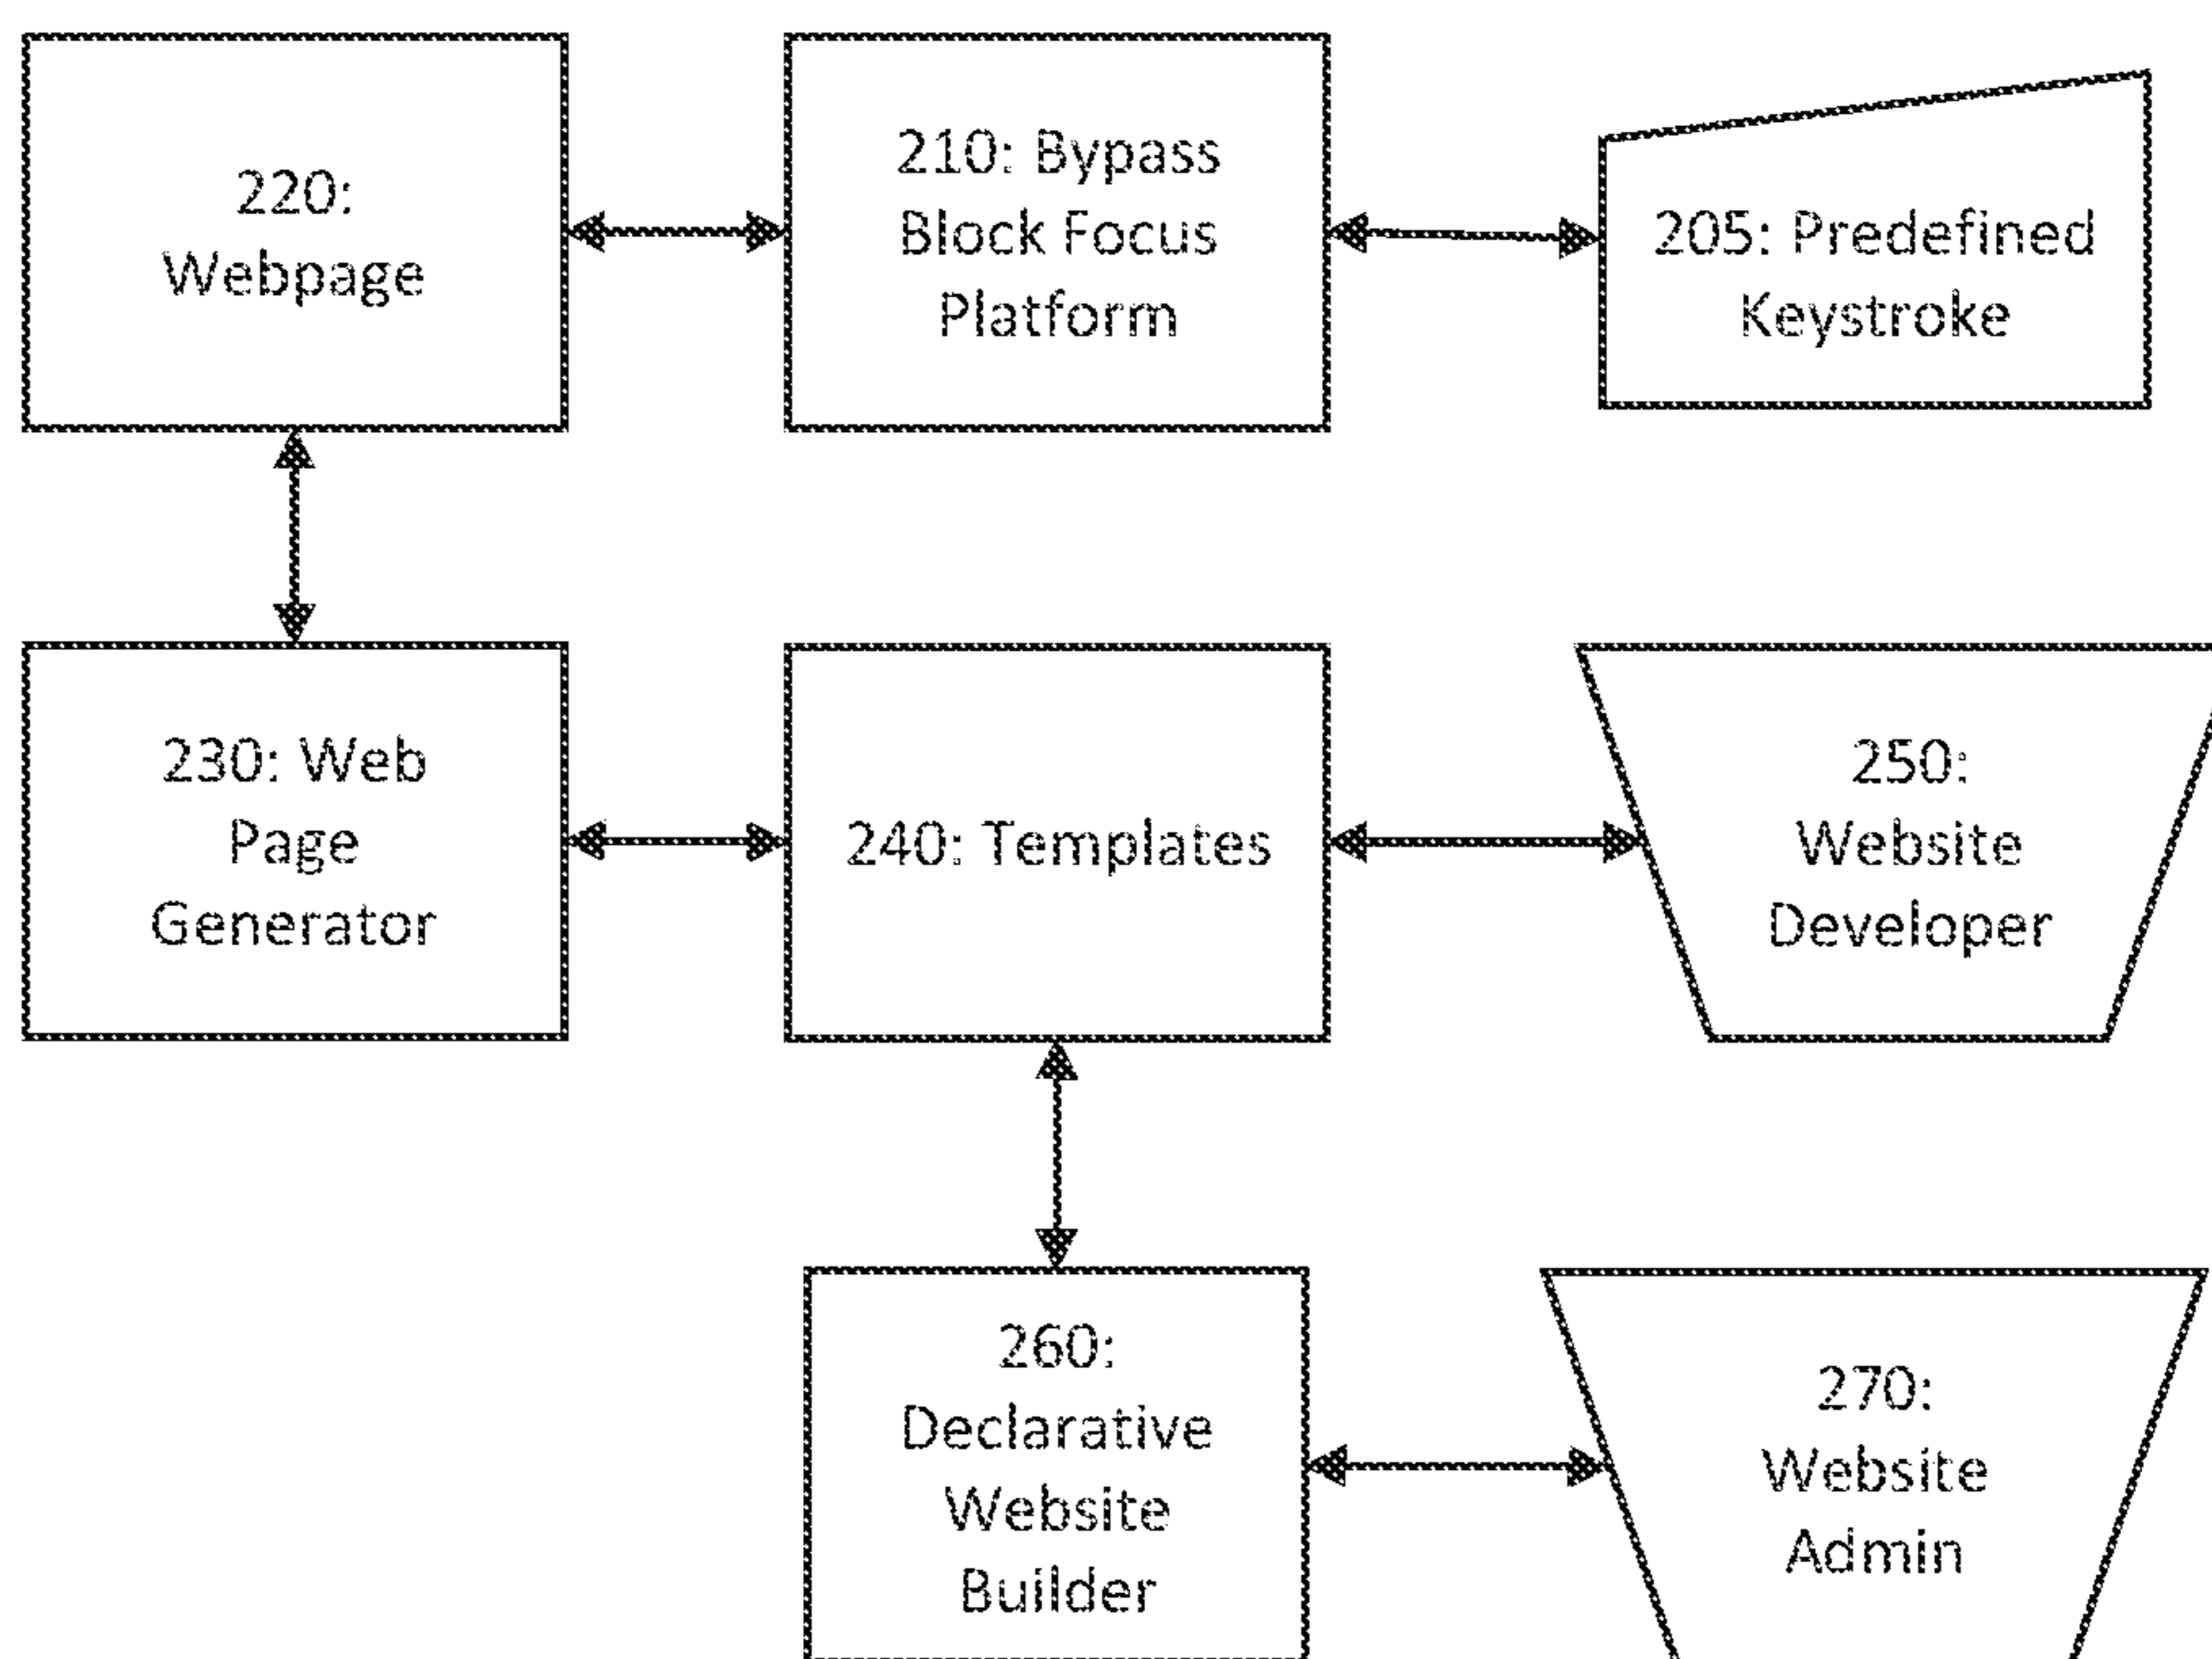 220:
Webpage
210: Bypass
Block Focus
Platform
205: Predefined
Keystroke
230: Web
Page
Generator
240: Templates
250:
Website
Developer
260:
Declarative
Website
Builder
270:
Website
Admin